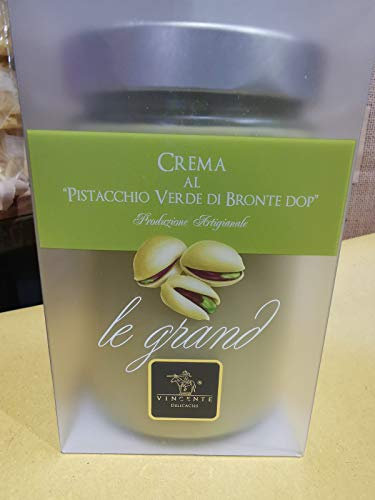 CREMA
AL
"PISTACCHIO VERDE DI BRONTE DOP"
Produzione Artigianale
le grand
®
VINCENTE
DELICACIES